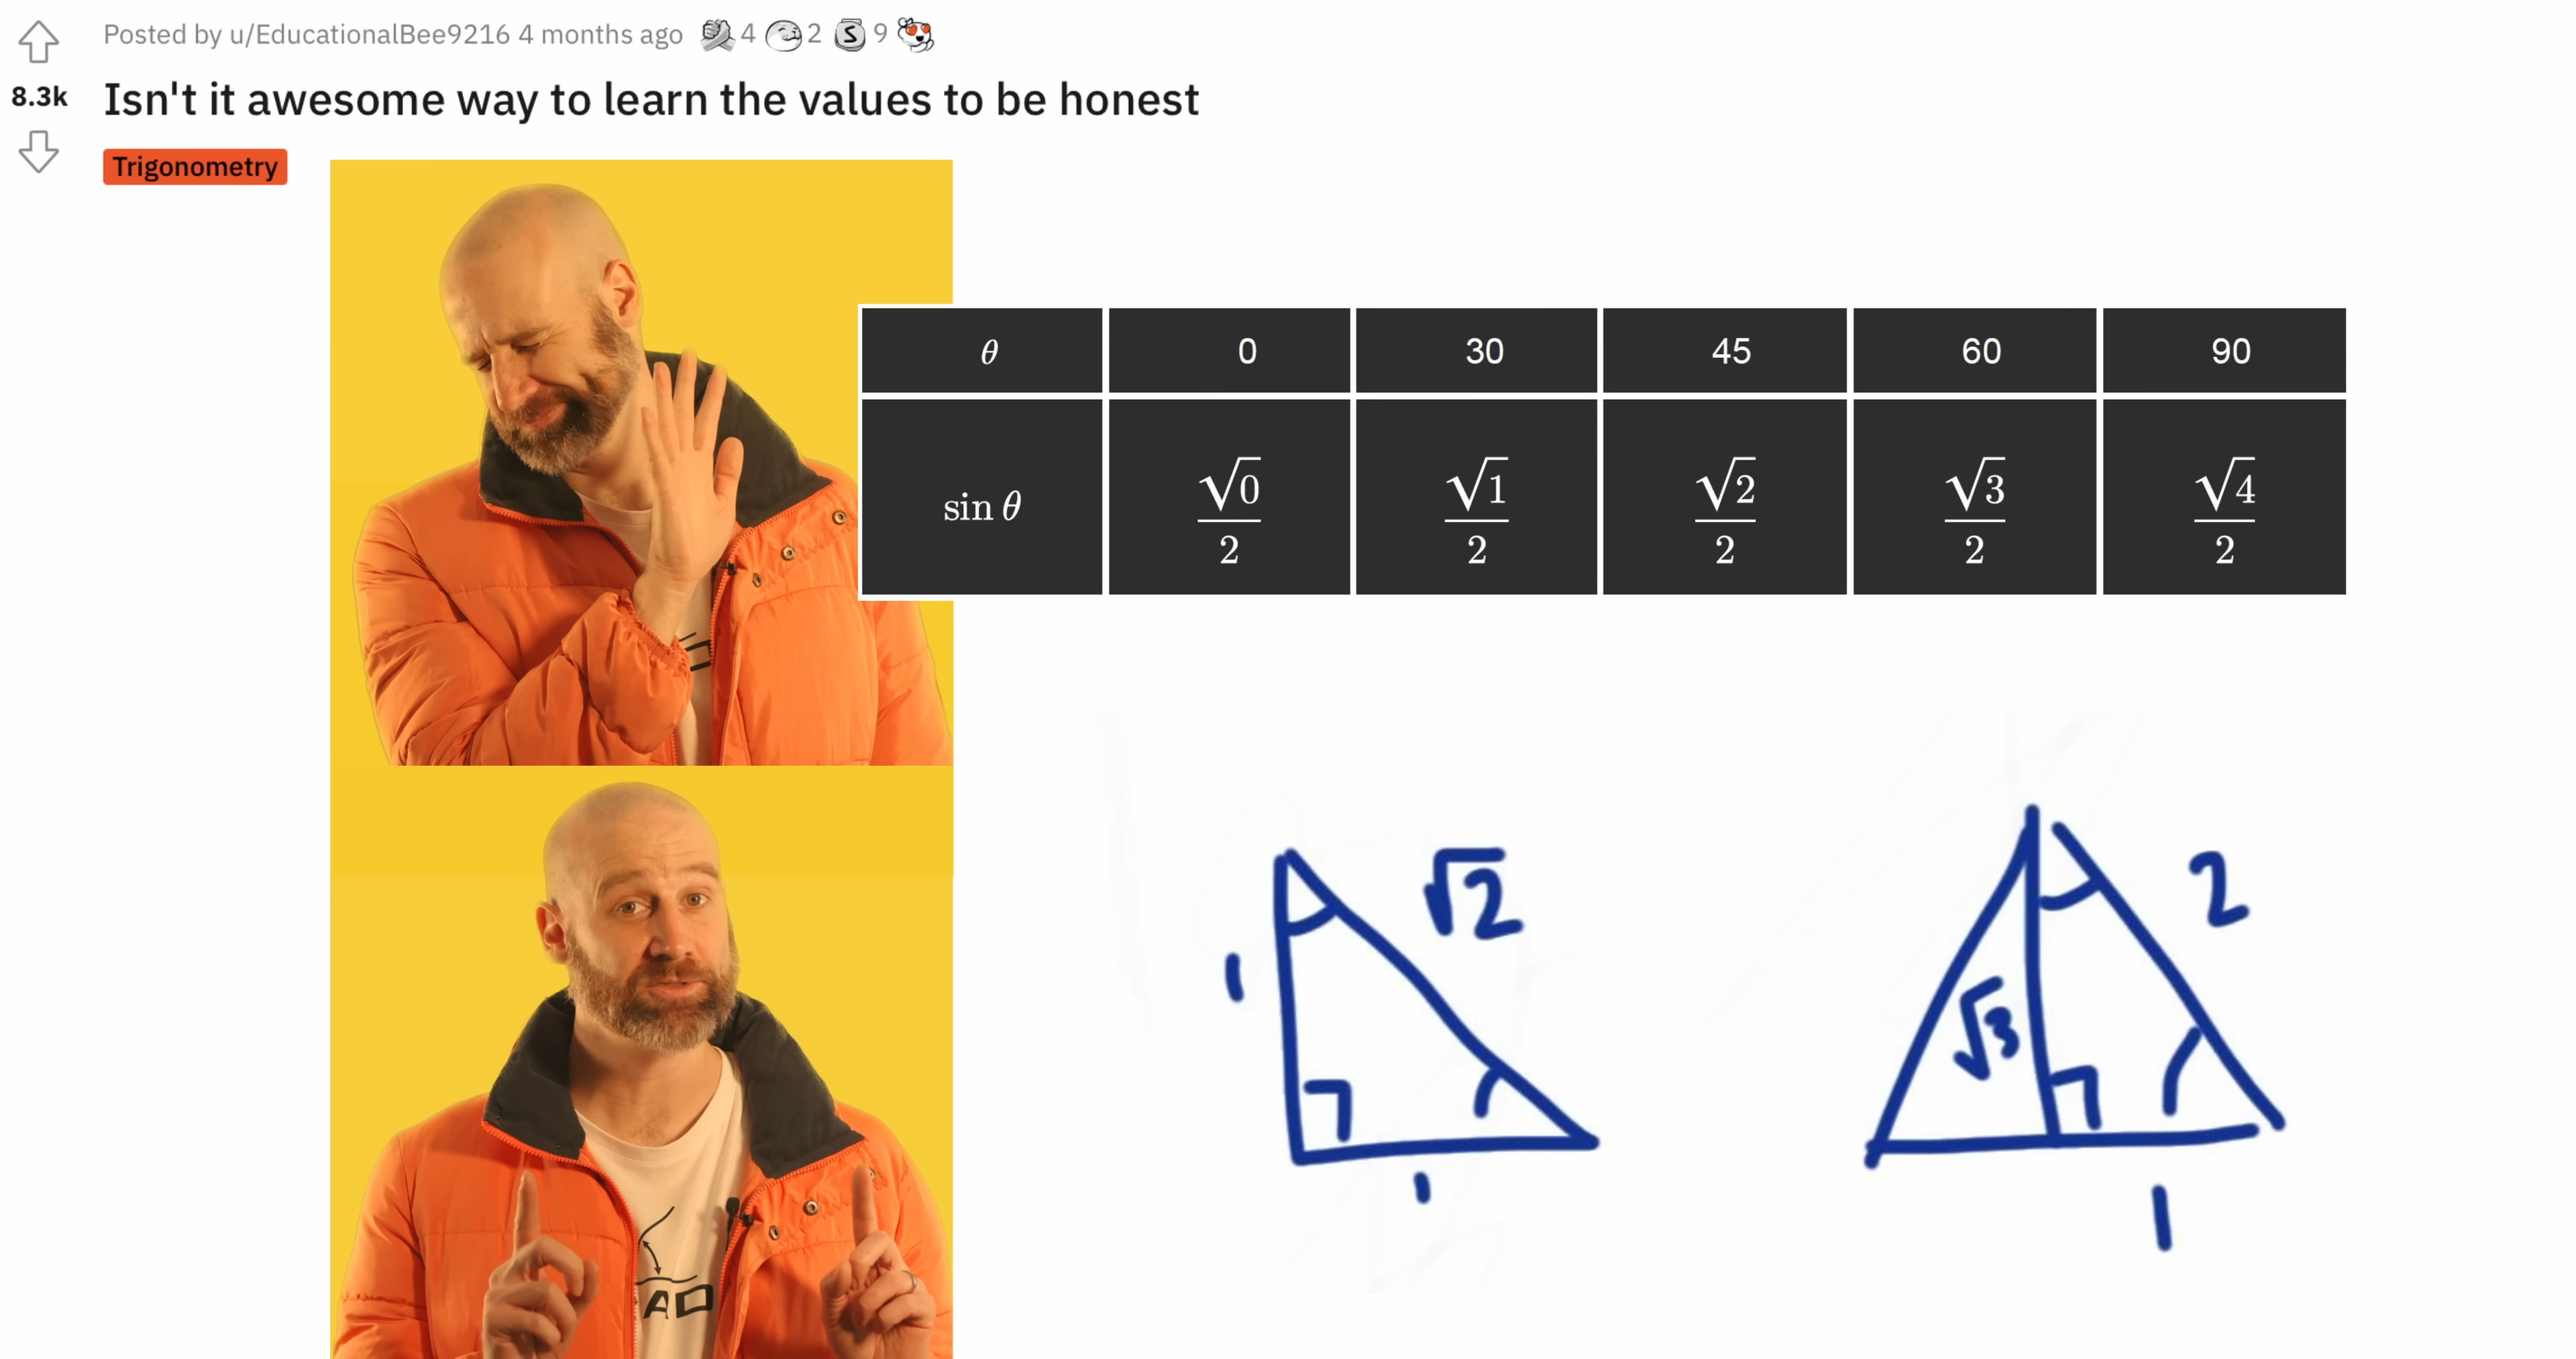 Posted by u/EducationalBee9216 4 months ago 4 2 S 9
8.3k
Isn't it awesome way to learn the values to be honest
Trigonometry
θ 0 30 45 60 90
sin θ √0/2 √1/2 √2/2 √3/2 √4/2
√2
1
1
2
√3
1
AD